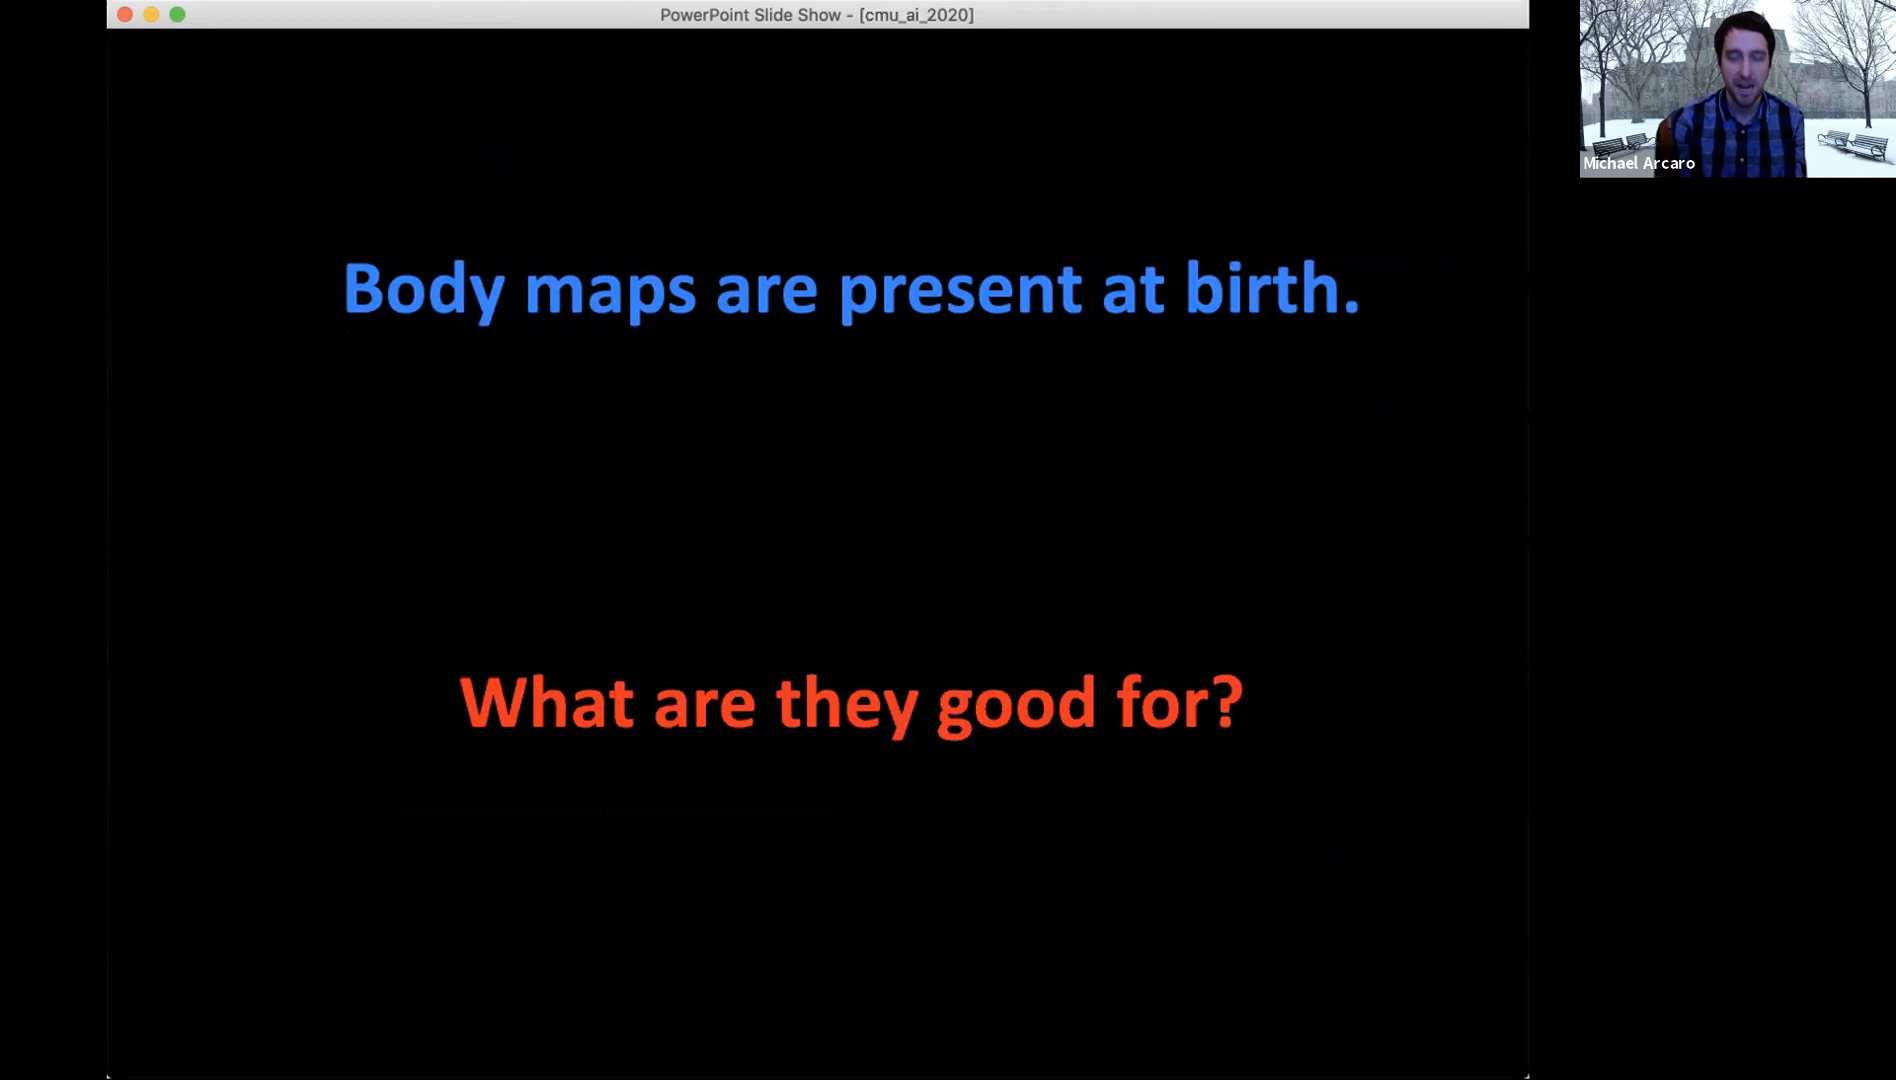 PowerPoint Slide Show - [cmu_ai_2020]
Body maps are present at birth.
What are they good for?
Michael Arcaro